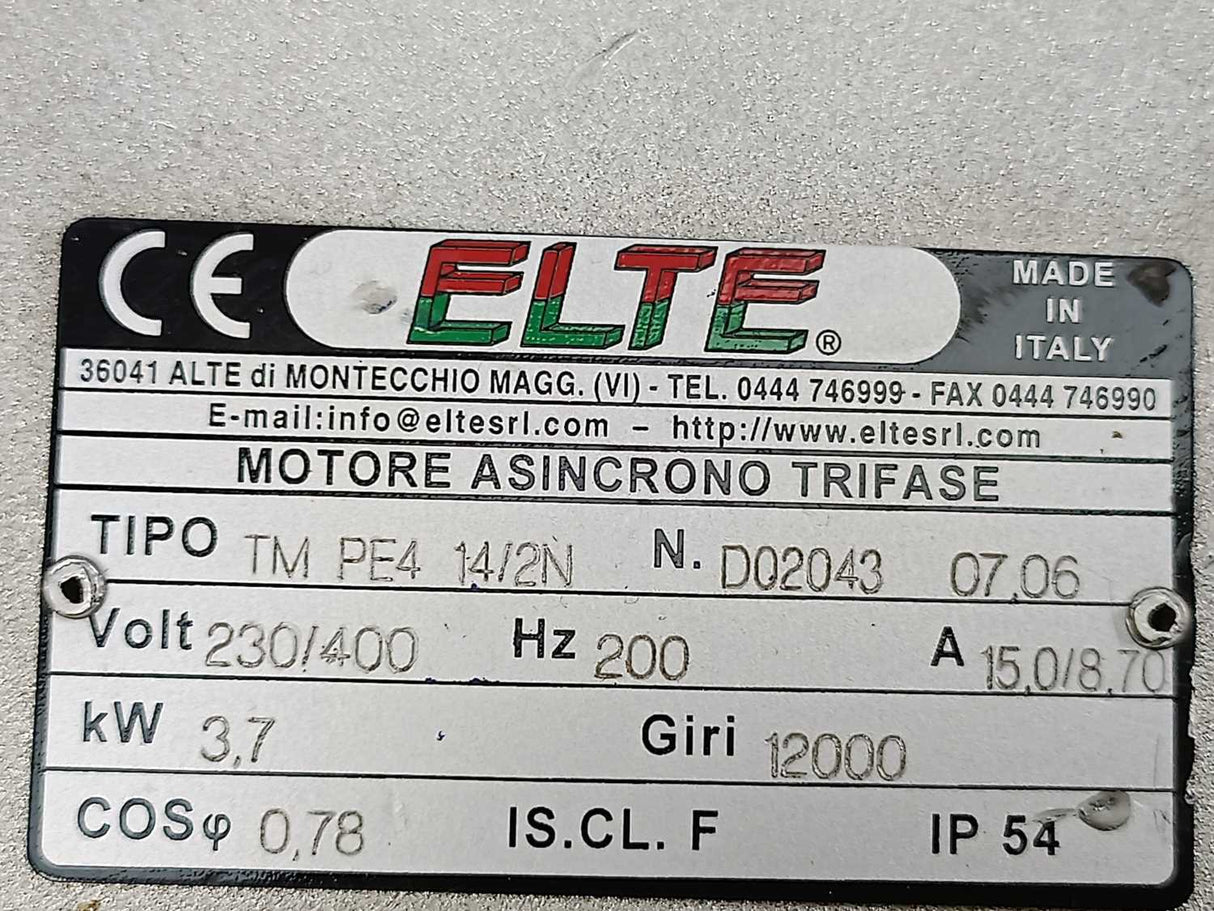 CE ELTE ® MADE IN ITALY
36041 ALTE di MONTECCHIO MAGG. (VI) - TEL. 0444 746999 - FAX 0444 746990
E-mail:info@eltesrl.com – http://www.eltesrl.com
MOTORE ASINCRONO TRIFASE
TIPO TM PE4 14/2N N. D02043 07.06
Volt 230/400 Hz 200 A 15,0/8,70
kW 3,7 Giri 12000
COSφ 0,78 IS.CL. F IP 54